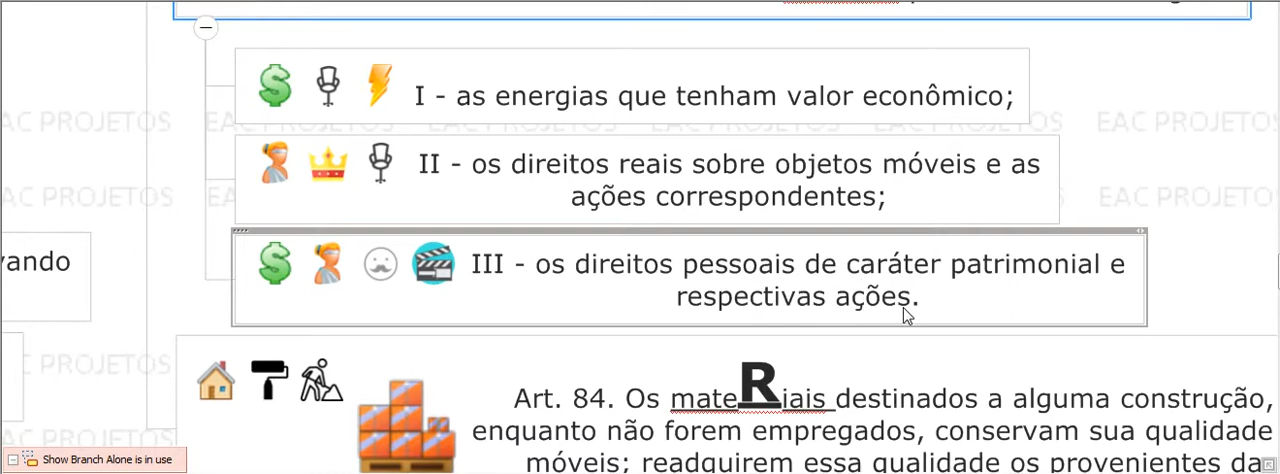 I - as energias que tenham valor econômico;
EAC PROJETOS
II - os direitos reais sobre objetos móveis e as
ações correspondentes;
EAC PROJETOS
vando
III - os direitos pessoais de caráter patrimonial e
respectivas ações.
Art. 84. Os mateRiais destinados a alguma construção,
enquanto não forem empregados, conservam sua qualidade
móveis; readquirem essa qualidade os provenientes da
Show Branch Alone is in use